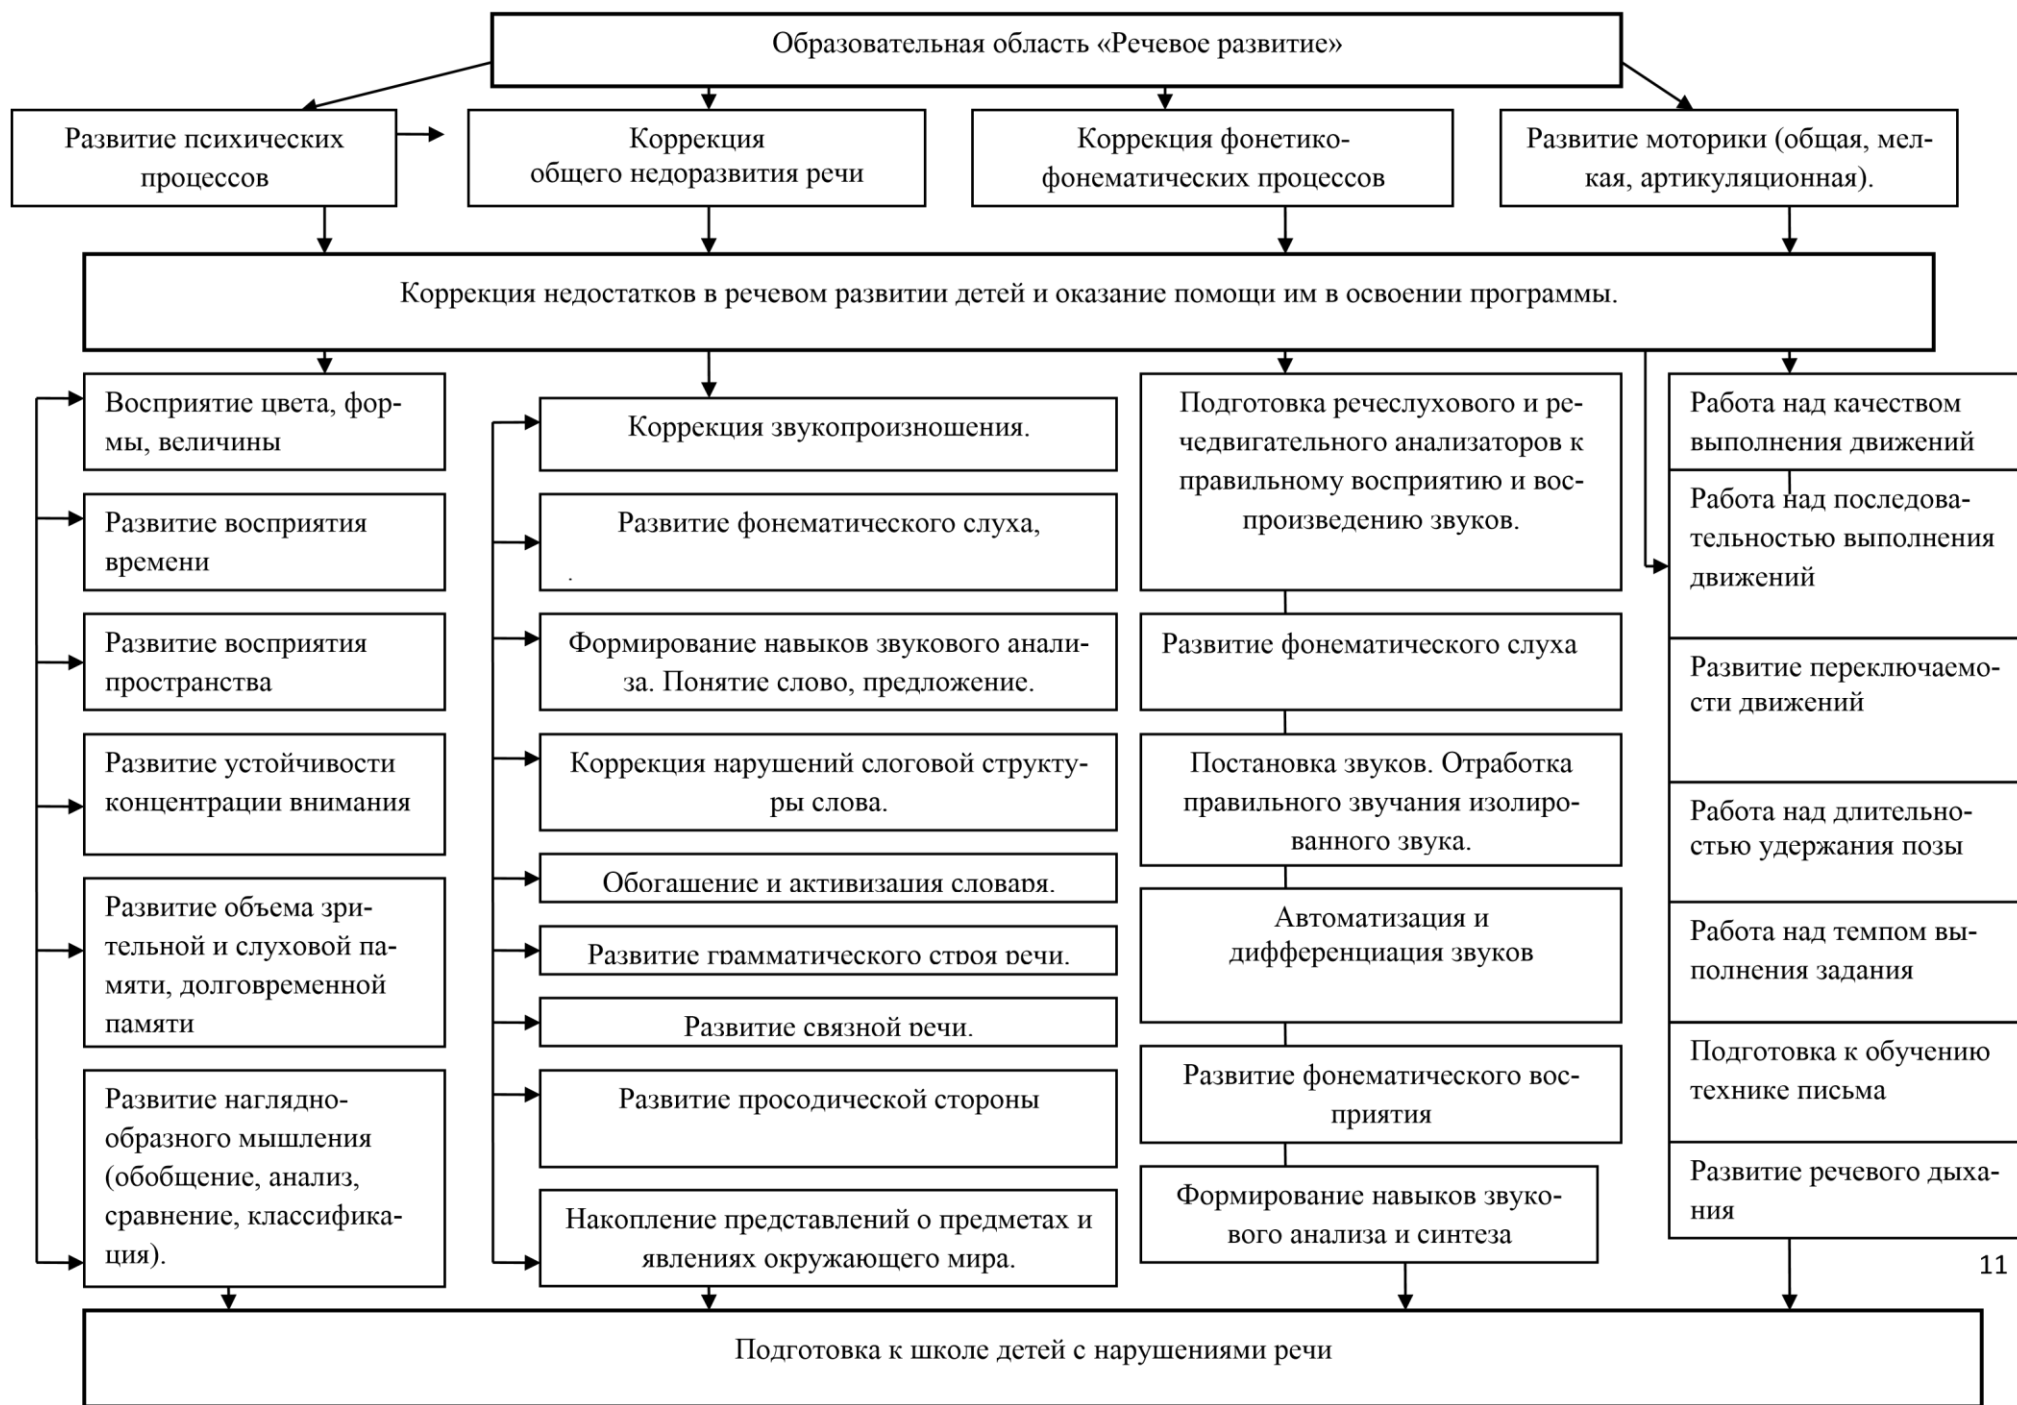 Образовательная область «Речевое развитие»
Развитие психических
процессов
Коррекция
общего недоразвития речи
Коррекция фонетико-
фонематических процессов
Развитие моторики (общая, мел-
кая, артикуляционная).
Коррекция недостатков в речевом развитии детей и оказание помощи им в освоении программы.
Восприятие цвета, фор-
мы, величины
Развитие восприятия
времени
Развитие восприятия
пространства
Развитие устойчивости
концентрации внимания
Развитие объема зри-
тельной и слуховой па-
мяти, долговременной
памяти
Развитие наглядно-
образного мышления
(обобщение, анализ,
сравнение, классифика-
ция).
Коррекция звукопроизношения.
Развитие фонематического слуха,
.
Формирование навыков звукового анали-
за. Понятие слово, предложение.
Коррекция нарушений слоговой структу-
ры слова.
Обогащение и активизация словаря.
Развитие грамматического строя речи.
Развитие связной речи.
Развитие просодической стороны
Накопление представлений о предметах и
явлениях окружающего мира.
Подготовка речеслухового и ре-
чедвигательного анализаторов к
правильному восприятию и вос-
произведению звуков.
Развитие фонематического слуха
Постановка звуков. Отработка
правильного звучания изолиро-
ванного звука.
Автоматизация и
дифференциация звуков
Развитие фонематического вос-
приятия
Формирование навыков звуко-
вого анализа и синтеза
Работа над качеством
выполнения движений
Работа над последова-
тельностью выполнения
движений
Развитие переключаемо-
сти движений
Работа над длительно-
стью удержания позы
Работа над темпом вы-
полнения задания
Подготовка к обучению
технике письма
Развитие речевого дыха-
ния
11
Подготовка к школе детей с нарушениями речи